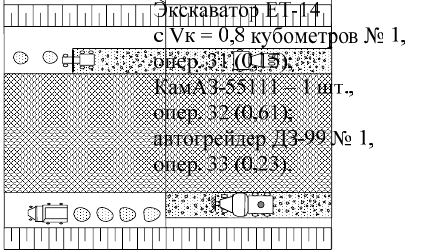 Экскаватор ЕТ-14
с Vк = 0,8 кубометров № 1,
опер. 31 (0,15);
КамАЗ-55111 – 1 шт.,
опер. 32 (0,61);
автогрейдер ДЗ-99 № 1,
опер. 33 (0,23).